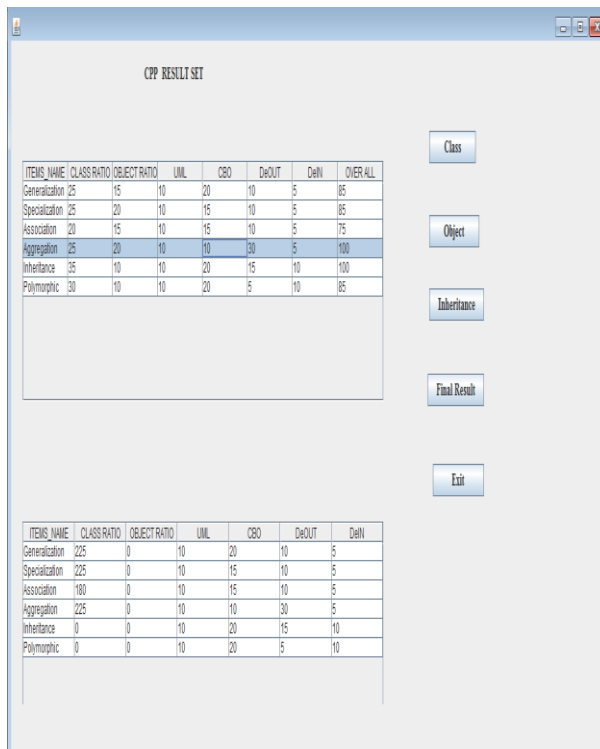 CPP RESULT SET
ITEMS_NAME CLASS RATIO OBJECT RATIO UML CBO DeOUT DeIN OVER ALL
Generalization 25 15 10 20 10 5 85
Specialization 25 20 10 15 10 5 85
Association 20 15 10 15 10 5 75
Aggregation 25 20 10 10 30 5 100
Inheritance 35 10 10 20 15 10 100
Polymorphic 30 10 10 20 5 10 85
Class
Object
Inheritance
Final Result
Exit
ITEMS_NAME CLASS RATIO OBJECT RATIO UML CBO DeOUT DeIN
Generalization 225 0 10 20 10 5
Specialization 225 0 10 15 10 5
Association 180 0 10 15 10 5
Aggregation 225 0 10 10 30 5
Inheritance 0 0 10 20 15 10
Polymorphic 0 0 10 20 5 10